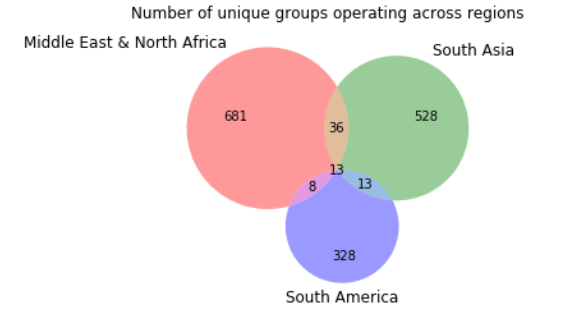 Number of unique groups operating across regions
Middle East & North Africa
South Asia
681
528
36
13
8
13
328
South America